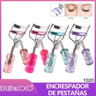 ENCRESPADOR
DE PESTAÑAS
1020